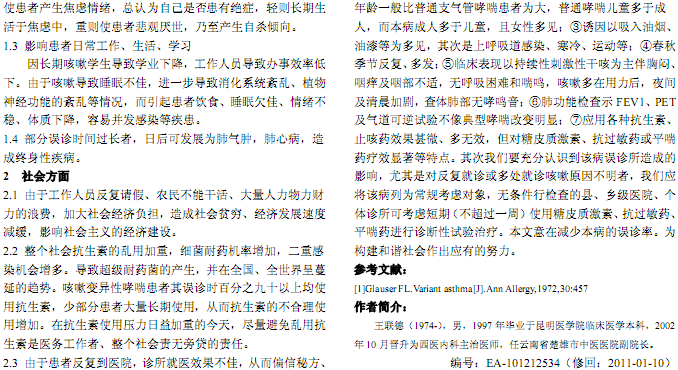 使患者产生焦虑情绪，总认为自己是否患有绝症，轻则长期生
活于焦虑中，重则使患者悲观厌世，乃至产生自杀倾向。
1.3 影响患者日常工作、生活、学习
因长期咳嗽学生导致学业下降，工作人员导致办事效率低
下。由于咳嗽导致睡眠不佳，进一步导致消化系统紊乱、植物
神经功能的紊乱等情况，而引起患者饮食、睡眠欠佳、情绪不
稳、体质下降，容易并发感染等疾患。
1.4 部分误诊时间过长者，日后可发展为肺气肿，肺心病，造
成终身性疾病。
2 社会方面
2.1 由于工作人员反复请假、农民不能干活、大量人力物力财
力的浪费，加大社会经济负担，造成社会贫穷、经济发展速度
减缓，影响社会主义的经济建设。
2.2 整个社会抗生素的乱用加重，细菌耐药机率增加，二重感
染机会增多。导致超级耐药菌的产生，并在全国、全世界里蔓
延的趋势。咳嗽变异性哮喘患者其误诊时百分之九十以上均使
用抗生素，少部分患者大量长期使用，从而抗生素的不合理使
用增加。在抗生素使用压力日益加重的今天，尽量避免乱用抗
生素是医务工作者、整个社会责无旁贷的责任。
2.3 由于患者反复到医院，诊所就医效果不佳，从而偏信秘方、
年龄一般比普通支气管哮喘患者为大，普通哮喘儿童多于成
人，而本病成人多于儿童，且女性多见；③诱因以吸入油烟、
油漆等为多见，其次是上呼吸道感染、寒冷、运动等；④春秋
季节反复、多发；⑤临床表现以持续性刺激性干咳为主伴胸闷、
咽痒及咽部不适，无呼吸困难和喘鸣，咳嗽多在用力后，夜间
及清晨加剧，查体肺部无哮鸣音；⑥肺功能检查示 FEV1、PET
及气道可逆试验不像典型哮喘改变明显；⑦应用各种抗生素、
止咳药效果甚微、多无效，但对糖皮质激素、抗过敏药或平喘
药疗效显著等特点。其次我们要充分认识到该病误诊所造成的
影响，尤其是对反复就诊或多处就诊咳嗽原因不明者，我们应
将该病列为常规考虑对象，无条件行检查的县、乡级医院、个
体诊所可考虑短期（不超过一周）使用糖皮质激素、抗过敏药、
平喘药进行诊断性试验治疗。本文意在减少本病的误诊率。为
构建和谐社会作出应有的努力。
参考文献：
[1]Glauser FL.Variant asthma[J].Ann Allergy,1972,30:457
作者简介：
王联德（1974-），男，1997 年毕业于昆明医学院临床医学本科，2002
年 10 月晋升为西医内科主治医师，任云南省楚雄市中医医院副院长。
编号：EA-101212534（修回：2011-01-10）